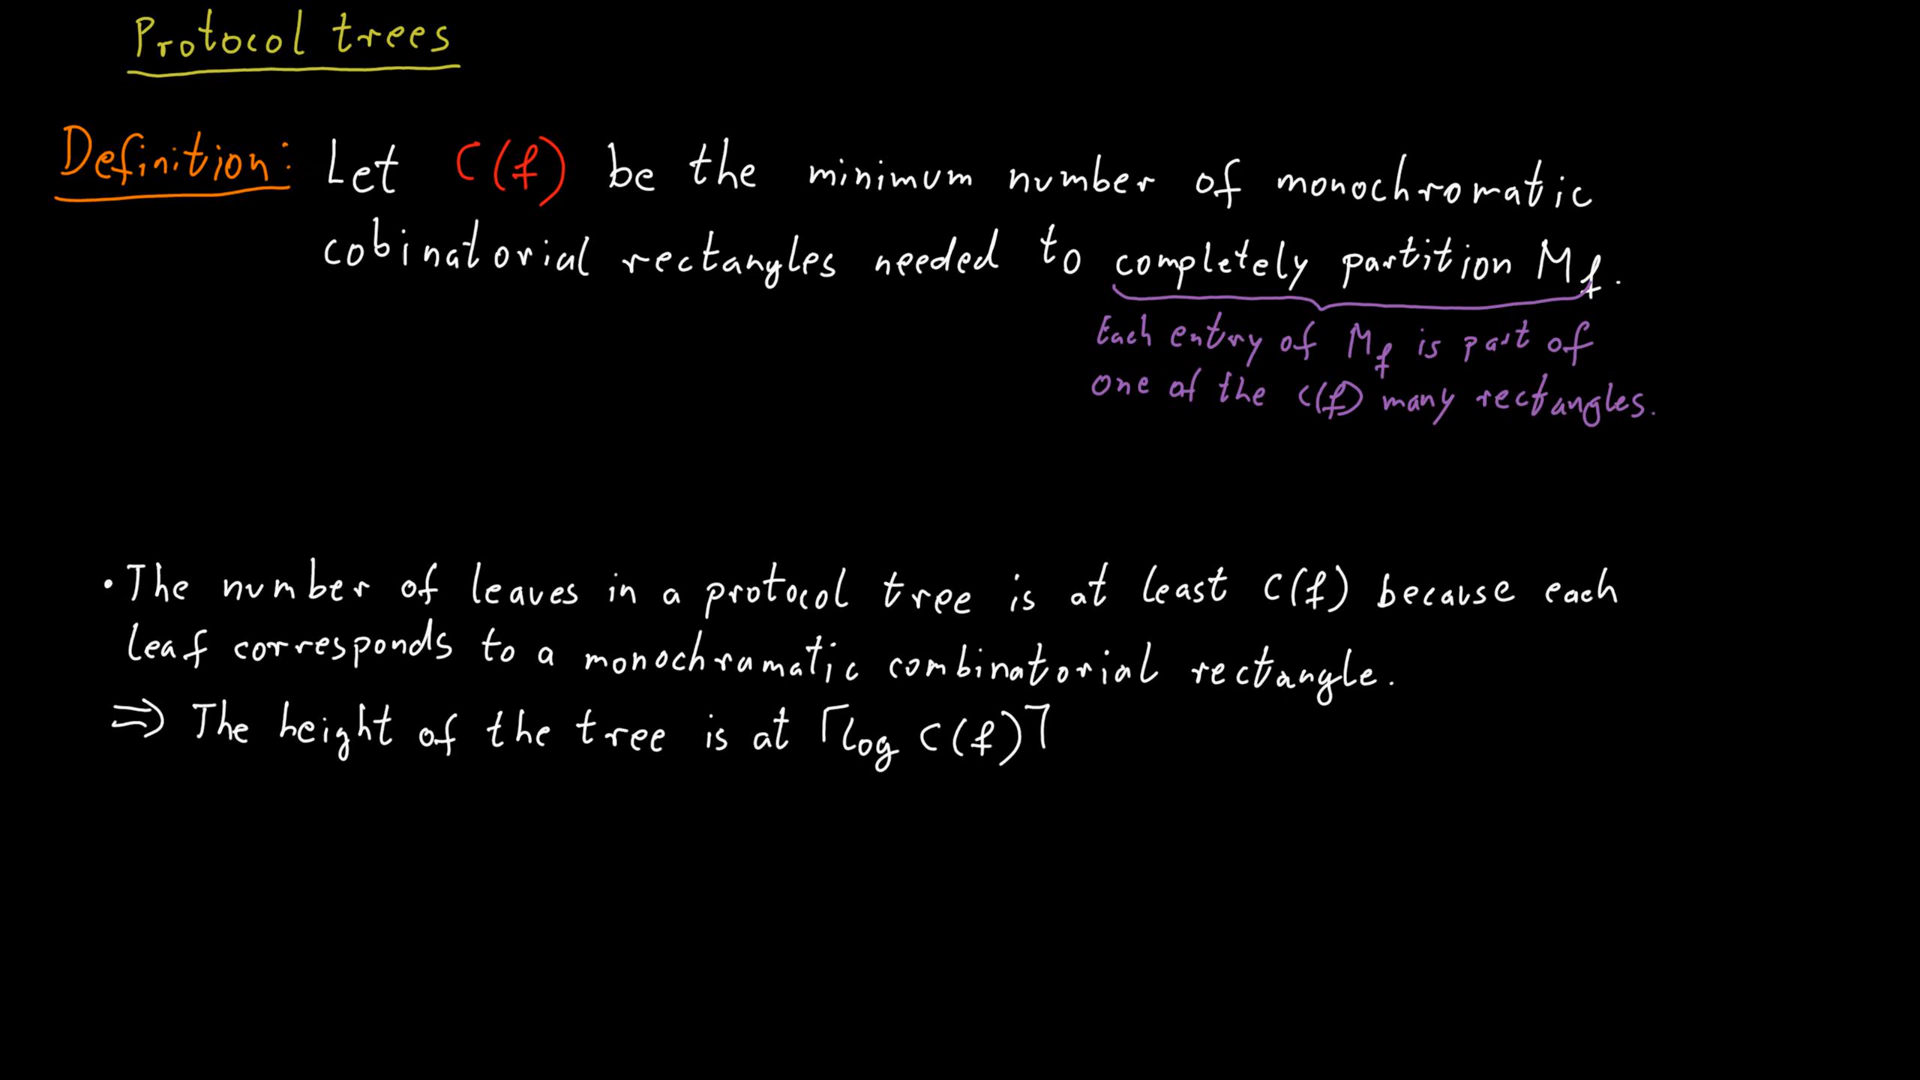 Protocol trees
Definition: Let C(f) be the minimum number of monochromatic
cobinatorial rectangles needed to completely partition M_f.
Each entry of M_f is part of
one of the C(f) many rectangles.
• The number of leaves in a protocol tree is at least C(f) because each
leaf corresponds to a monochramatic combinatorial rectangle.
⇒ The height of the tree is at ⌈log C(f)⌉